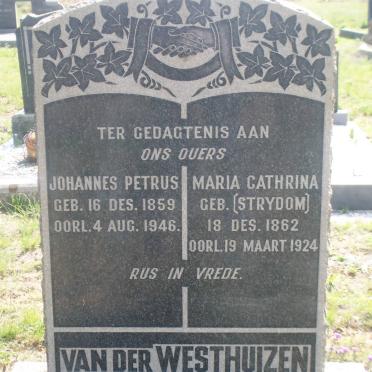 TER GEDAGTENIS AAN
ONS OUERS
JOHANNES PETRUS
GEB. 16 DES. 1859
OORL. 4 AUG. 1946.
MARIA CATHRINA
GEB. (STRYDOM)
18 DES. 1862
OORL. 19 MAART 1924
RUS IN VREDE.
VAN DER WESTHUIZEN